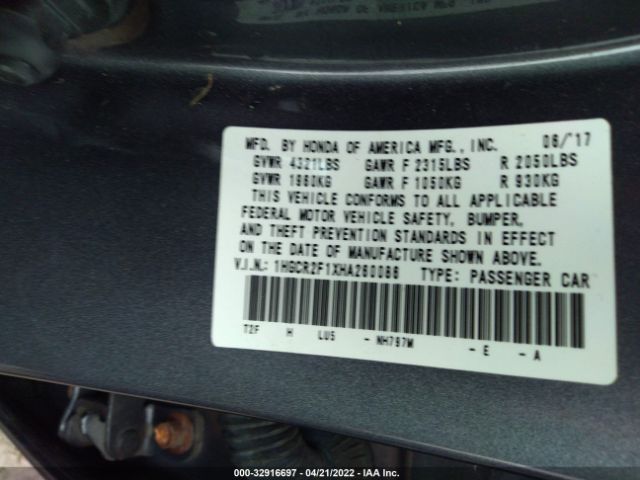 MFD. BY HONDA OF AMERICA MFG., INC. 06/'17
GVWR 4321LBS GAWR F 2315LBS R 2050LBS
GVWR 1960KG GAWR F 1050KG R 930KG
THIS VEHICLE CONFORMS TO ALL APPLICABLE
FEDERAL MOTOR VEHICLE SAFETY, BUMPER,
AND THEFT PREVENTION STANDARDS IN EFFECT
ON THE DATE OF MANUFACTURE SHOWN ABOVE.
V.I.N.: 1HGCR2F1XHA260086 TYPE: PASSENGER CAR
T2F H LU5 - NH797M - E - A
000-32916697 - 04/21/2022 - IAA Inc.